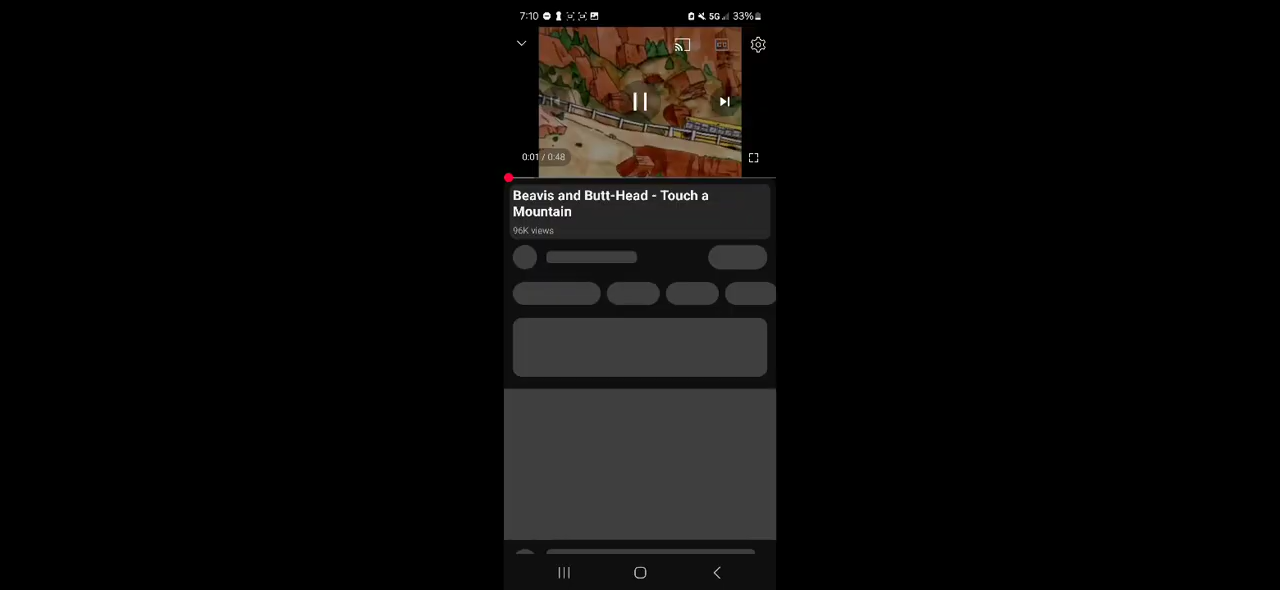 7:10
5G
33%
0:01 / 0:48
Beavis and Butt-Head - Touch a
Mountain
96K views